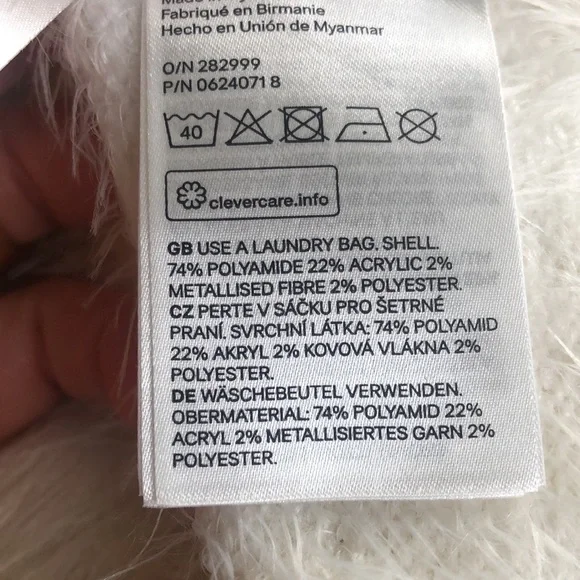 Fabriqué en Birmanie
Hecho en Unión de Myanmar
O/N 282999
P/N 0624071 8
40
clevercare.info
GB USE A LAUNDRY BAG. SHELL.
74% POLYAMIDE 22% ACRYLIC 2%
METALLISED FIBRE 2% POLYESTER.
CZ PERTE V SÁČKU PRO ŠETRNÉ
PRANÍ. SVRCHNÍ LÁTKA: 74% POLYAMID
22% AKRYL 2% KOVOVÁ VLÁKNA 2%
POLYESTER.
DE WÄSCHEBEUTEL VERWENDEN.
OBERMATERIAL: 74% POLYAMID 22%
ACRYL 2% METALLISIERTES GARN 2%
POLYESTER.